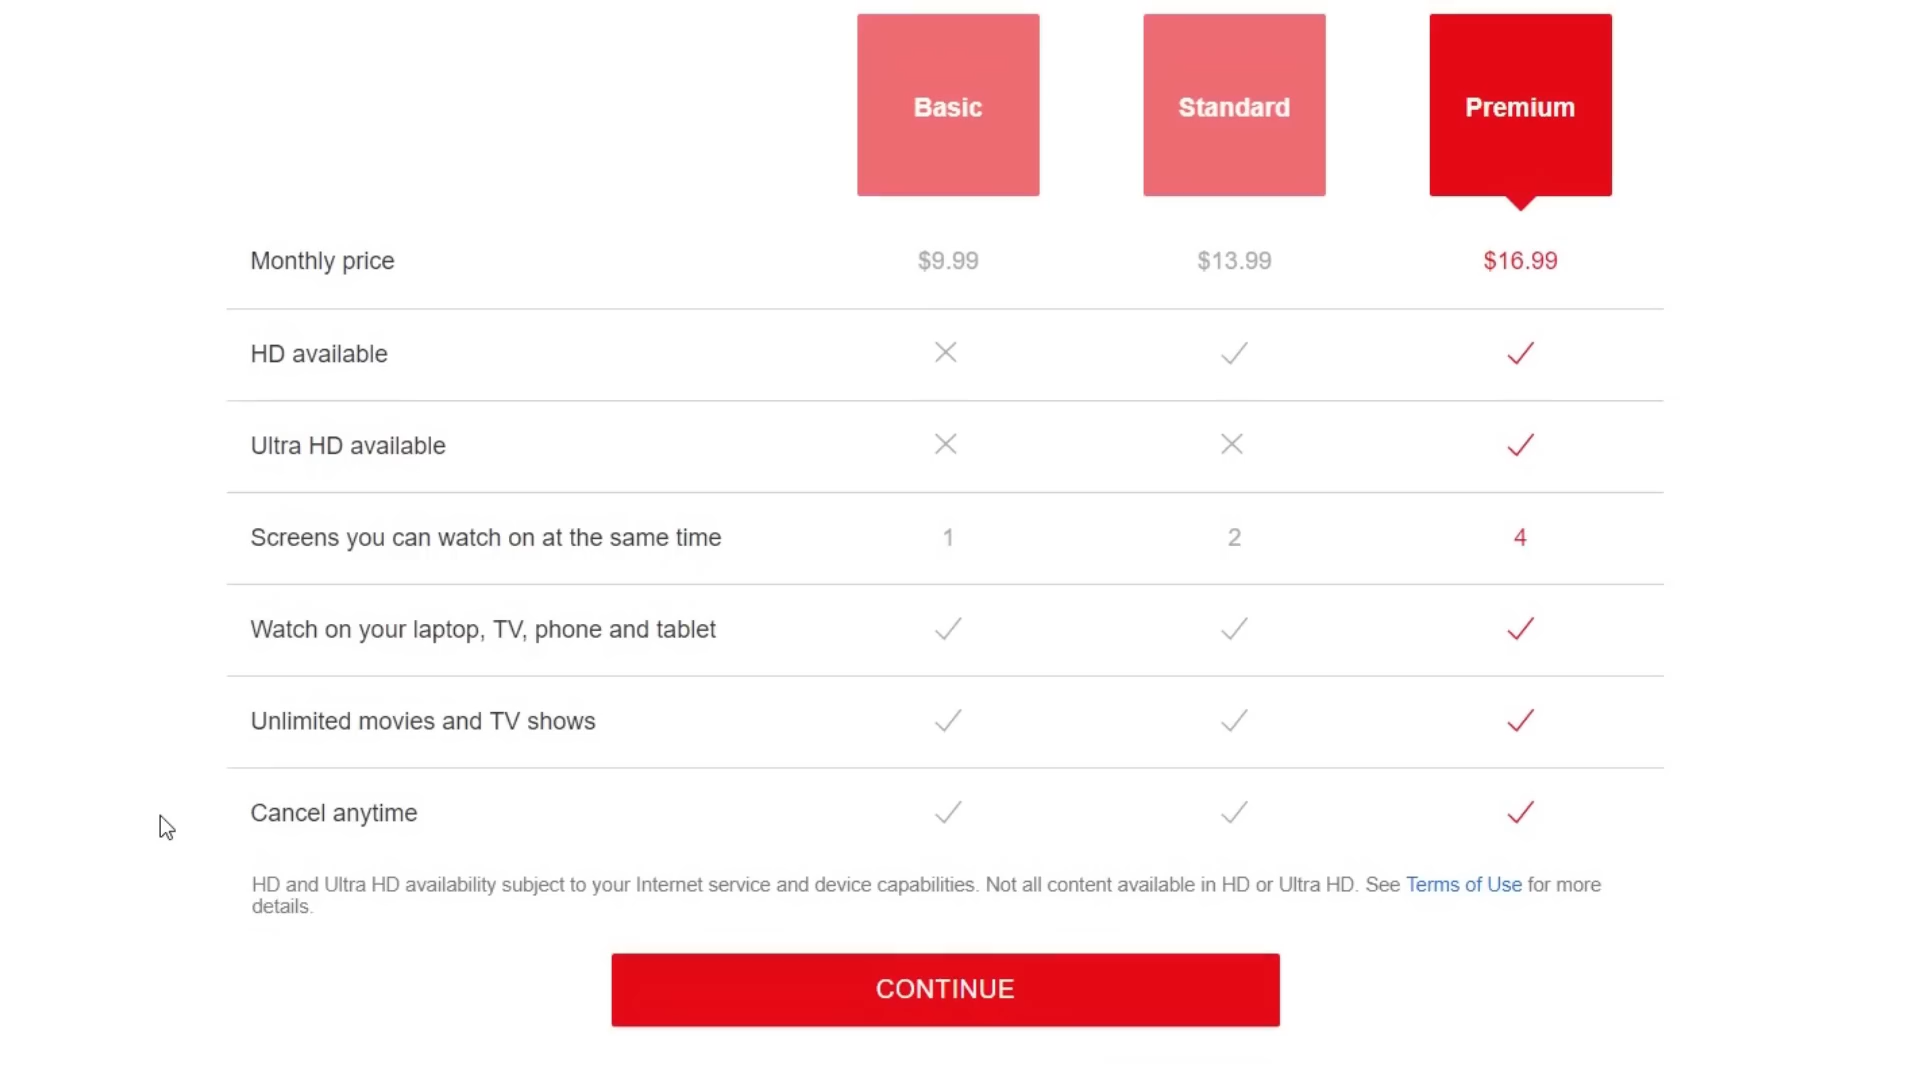 Basic Standard Premium
Monthly price $9.99 $13.99 $16.99
HD available
Ultra HD available
Screens you can watch on at the same time 1 2 4
Watch on your laptop, TV, phone and tablet
Unlimited movies and TV shows
Cancel anytime
HD and Ultra HD availability subject to your Internet service and device capabilities. Not all content available in HD or Ultra HD. See Terms of Use for more
details.
CONTINUE